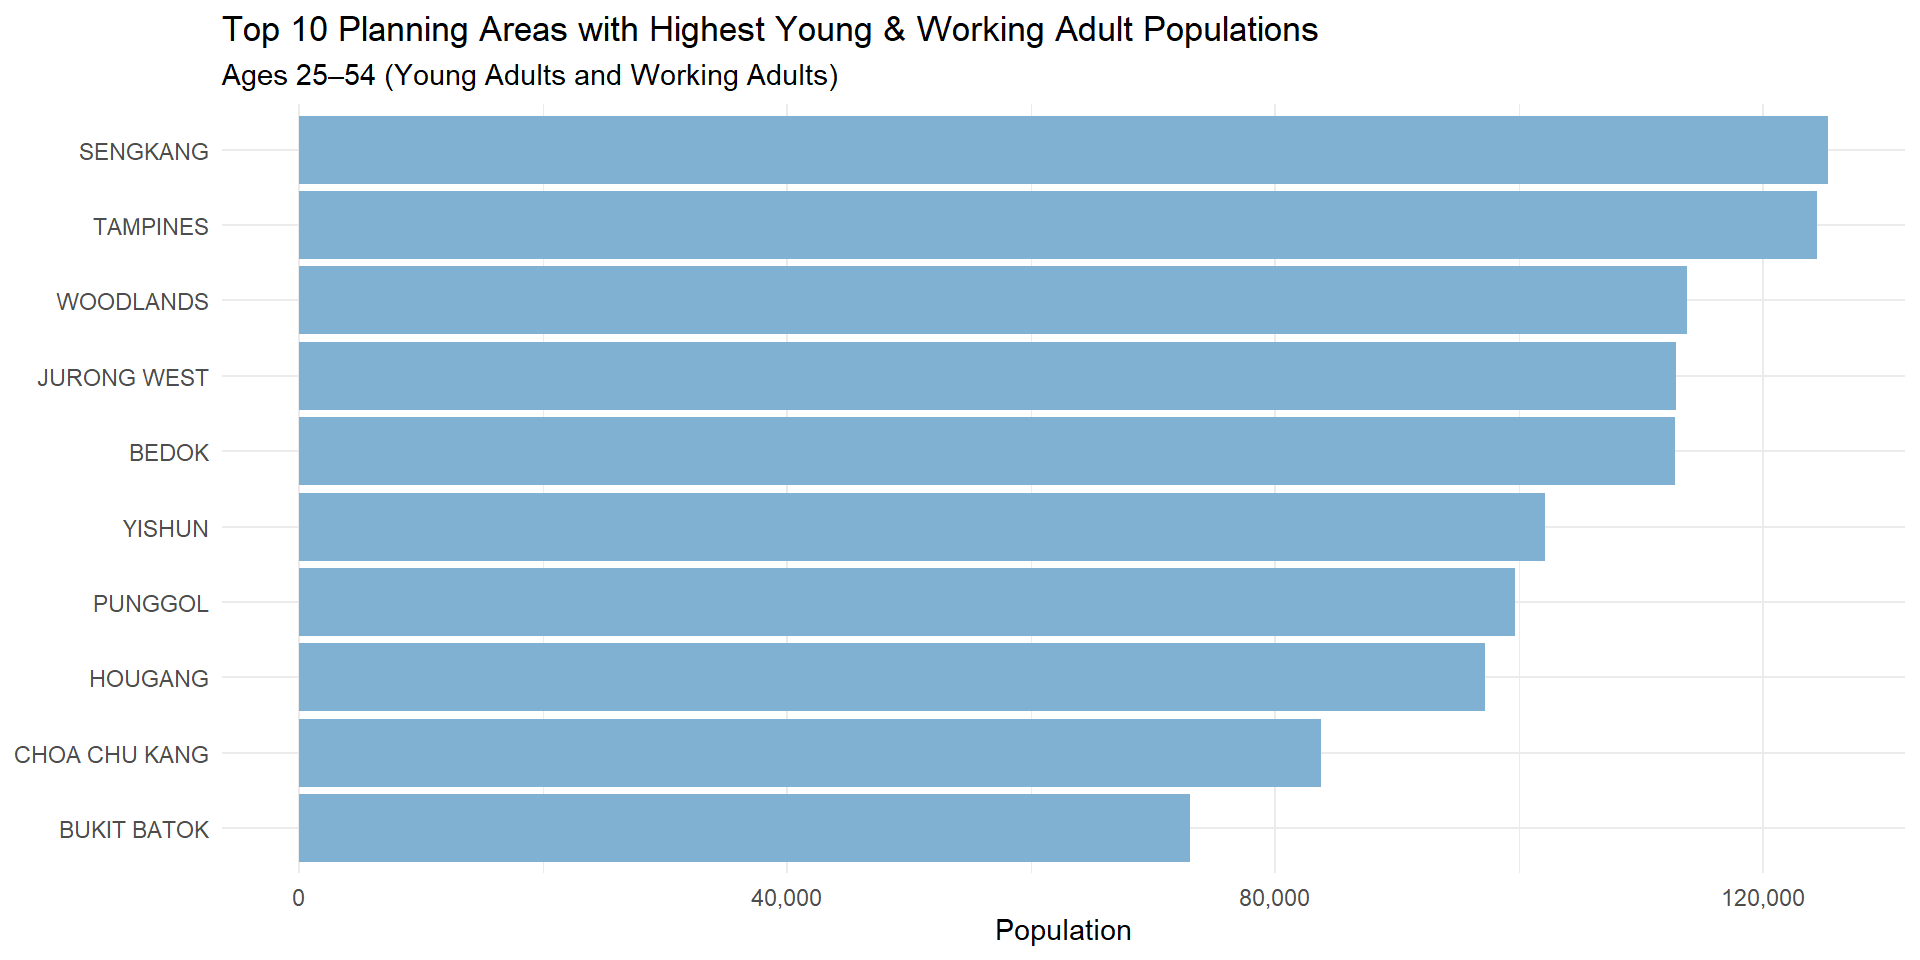 Top 10 Planning Areas with Highest Young & Working Adult Populations
Ages 25–54 (Young Adults and Working Adults)
SENGKANG
TAMPINES
WOODLANDS
JURONG WEST
BEDOK
YISHUN
PUNGGOL
HOUGANG
CHOA CHU KANG
BUKIT BATOK
0 40,000 80,000 120,000
Population